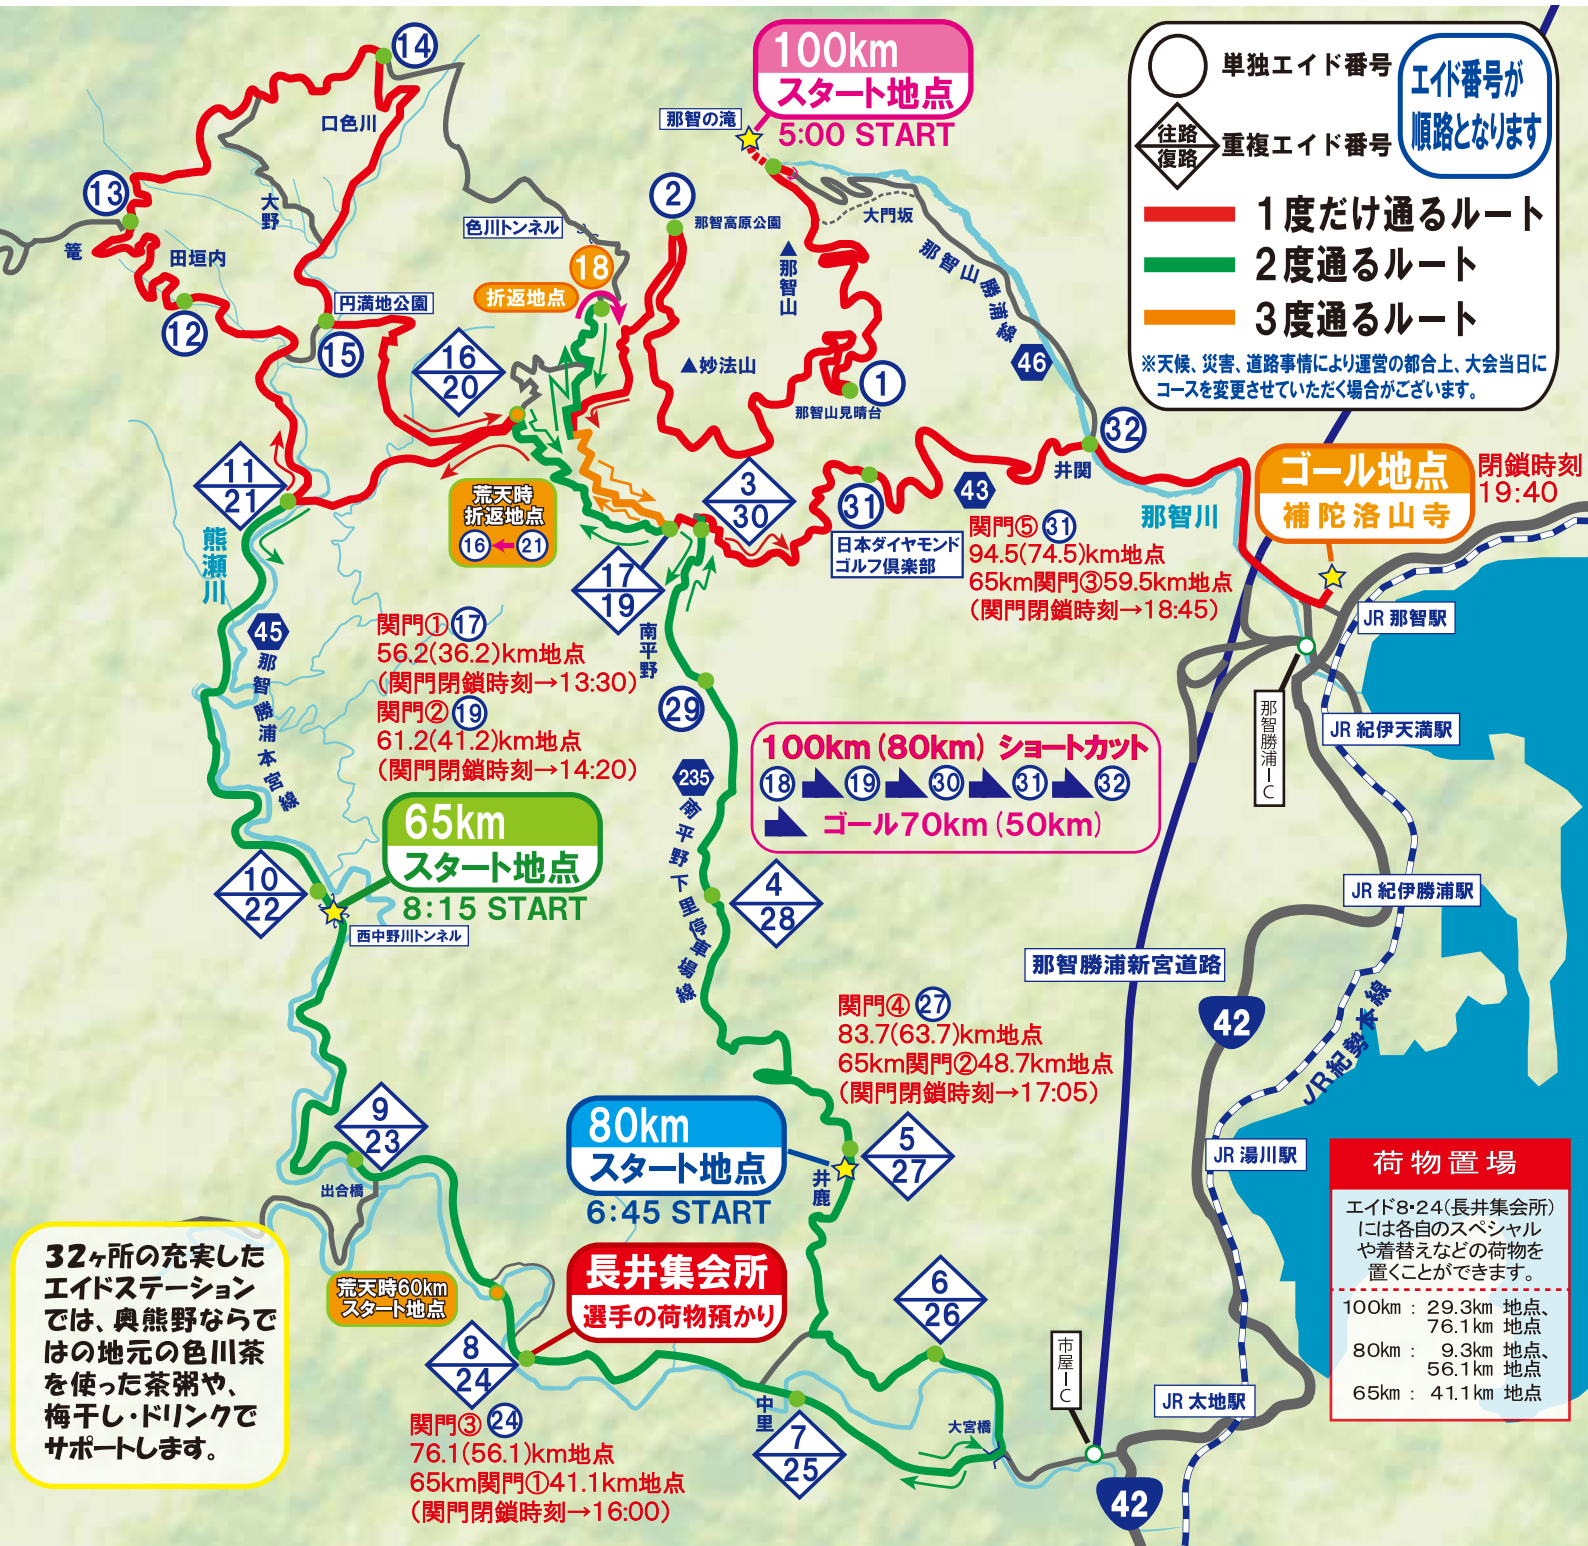 100km
スタート地点
5:00 START
那智の滝
単独エイド番号
往路
復路
重複エイド番号
エイド番号が
順路となります
1度だけ通るルート
2度通るルート
3度通るルート
※天候、災害、道路事情により運営の都合上、大会当日に
コースを変更させていただく場合がございます。
14
口色川
13
大野
籠
田垣内
12
円満地公園
15
色川トンネル
18
折返地点
2
那智高原公園
▲那智山
大門坂
那智山勝浦線
46
▲妙法山
1
那智山見晴台
16
20
11
21
熊瀬川
荒天時
折返地点
16
21
3
30
17
19
31
日本ダイヤモンド
ゴルフ倶楽部
43
井関
32
那智川
ゴール地点
補陀洛山寺
閉鎖時刻
19:40
関門⑤ 31
94.5(74.5)km地点
65km関門③59.5km地点
(関門閉鎖時刻→18:45)
JR 那智駅
JR 紀伊天満駅
那智勝浦IC
45
那智勝浦本宮線
関門① 17
56.2(36.2)km地点
(関門閉鎖時刻→13:30)
関門② 19
61.2(41.2)km地点
(関門閉鎖時刻→14:20)
南平野
29
235
南平野下里停車場線
100km(80km) ショートカット
18
19
30
31
32
ゴール70km(50km)
65km
スタート地点
8:15 START
10
22
西中野川トンネル
4
28
JR 紀伊勝浦駅
那智勝浦新宮道路
42
JR紀勢本線
関門④ 27
83.7(63.7)km地点
65km関門②48.7km地点
(関門閉鎖時刻→17:05)
9
23
出合橋
80km
スタート地点
6:45 START
井鹿
5
27
JR 湯川駅
荷物置場
エイド8・24(長井集会所)
には各自のスペシャル
や着替えなどの荷物を
置くことができます。
100km : 29.3km 地点、
76.1km 地点
80km : 9.3km 地点、
56.1km 地点
65km : 41.1km 地点
32ヶ所の充実した
エイドステーション
では、奥熊野ならで
はの地元の色川茶
を使った茶粥や、
梅干し・ドリンクで
サポートします。
荒天時60km
スタート地点
長井集会所
選手の荷物預かり
8
24
6
26
中里
7
25
大宮橋
市屋IC
JR 太地駅
42
関門③ 24
76.1(56.1)km地点
65km関門①41.1km地点
(関門閉鎖時刻→16:00)